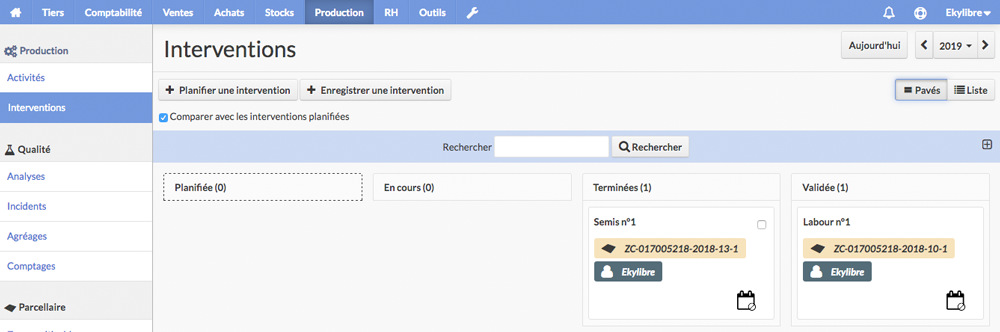 Tiers Comptabilité Ventes Achats Stocks Production RH Outils Ekylibre
Production
Activités
Interventions
Qualité
Analyses
Incidents
Agréages
Comptages
Parcellaire
Interventions
Aujourd'hui 2019
Planifier une intervention Enregistrer une intervention Pavés Liste
Comparer avec les interventions planifiées
Rechercher Rechercher
Planifiée (0) En cours (0) Terminées (1) Validée (1)
Semis n°1
ZC-017005218-2018-13-1
Ekylibre
Labour n°1
ZC-017005218-2018-10-1
Ekylibre